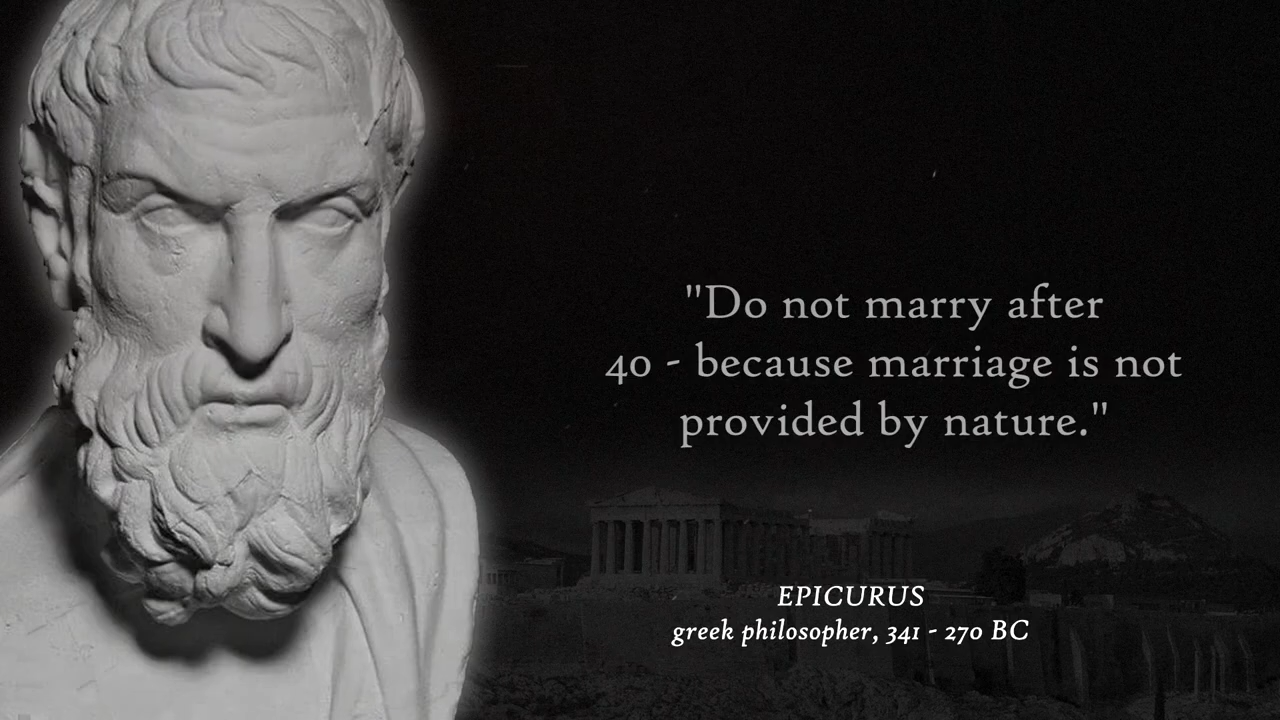 "Do not marry after
40 - because marriage is not
provided by nature."
EPICURUS
greek philosopher, 341 - 270 BC